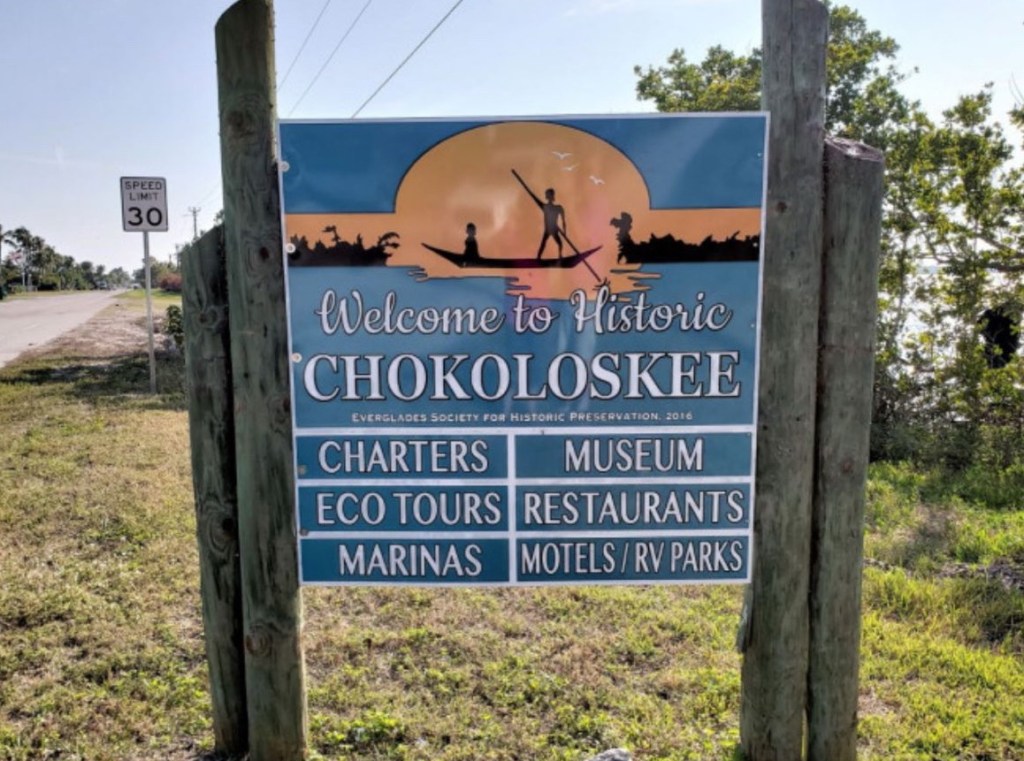 SPEED
LIMIT
30
Welcome to Historic
CHOKOLOSKEE
EVERGLADES SOCIETY FOR HISTORIC PRESERVATION, 2016
CHARTERS
MUSEUM
ECO TOURS
RESTAURANTS
MARINAS
MOTELS / RV PARKS